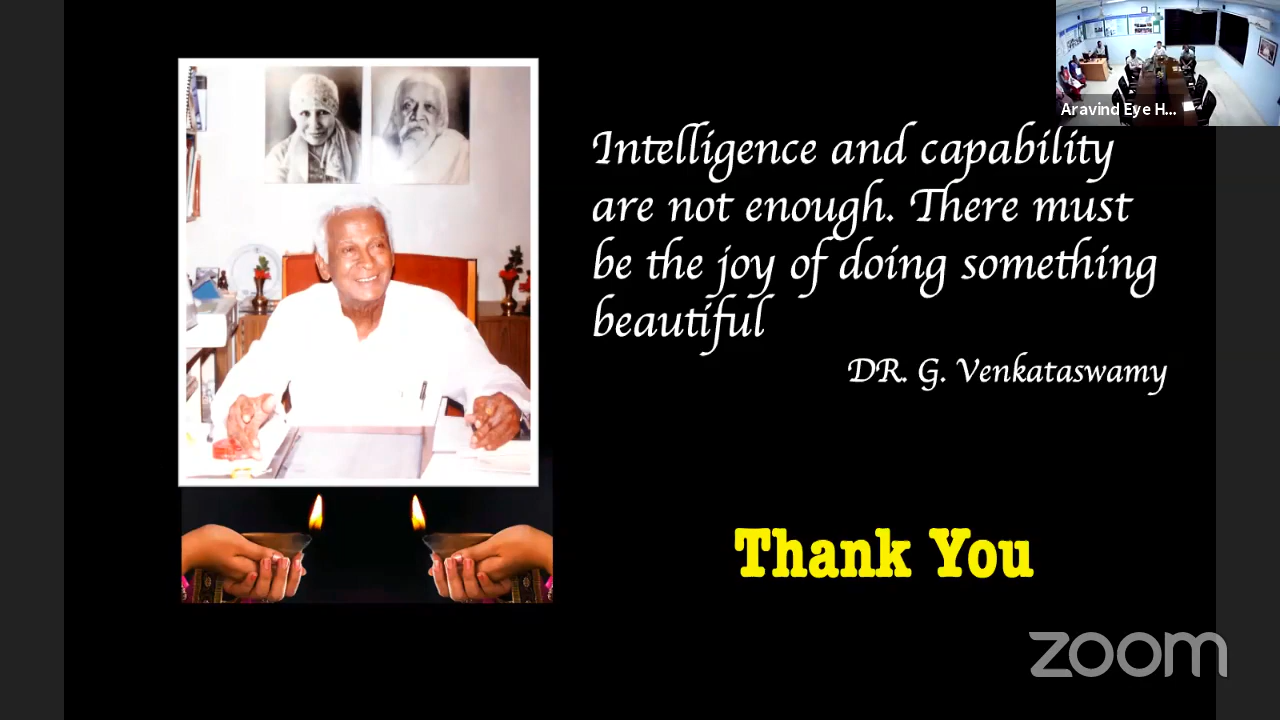 Aravind Eye H...
Intelligence and capability
are not enough. There must
be the joy of doing something
beautiful
DR. G. Venkataswamy
Thank You
zoom